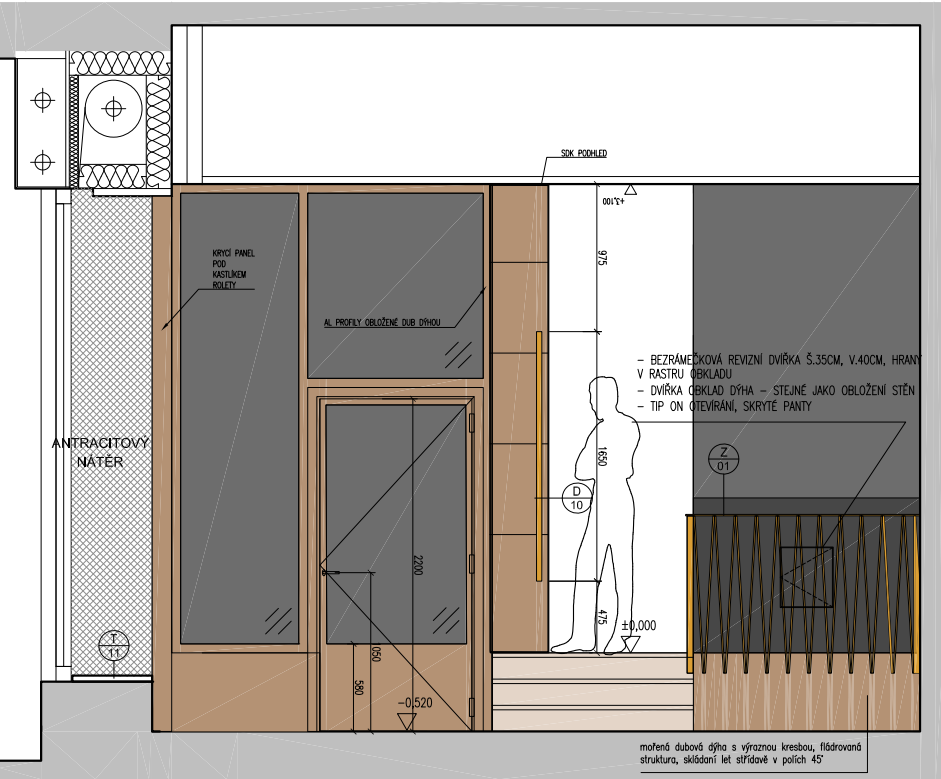 SDK PODHLED
+3,100
KRYCÍ PANEL
POD
KASTLÍKEM
ROLETY
975
AL PROFILY OBLOŽENÉ DUB DÝHOU
– BEZRÁMEČKOVÁ REVIZNÍ DVÍŘKA Š.35CM, V.40CM, HRANY
V RASTRU OBKLADU
– DVÍŘKA OBKLAD DÝHA – STEJNÉ JAKO OBLOŽENÍ STĚN
– TIP ON OTEVÍRÁNÍ, SKRYTÉ PANTY
ANTRACITOVÝ
NÁTĚR
1650
Z
01
D
10
2200
475
±0,000
T
11
1050
580
–0,520
mořená dubová dýha s výraznou kresbou, fládrovaná
struktura, skládaní let střídavě v polích 45°